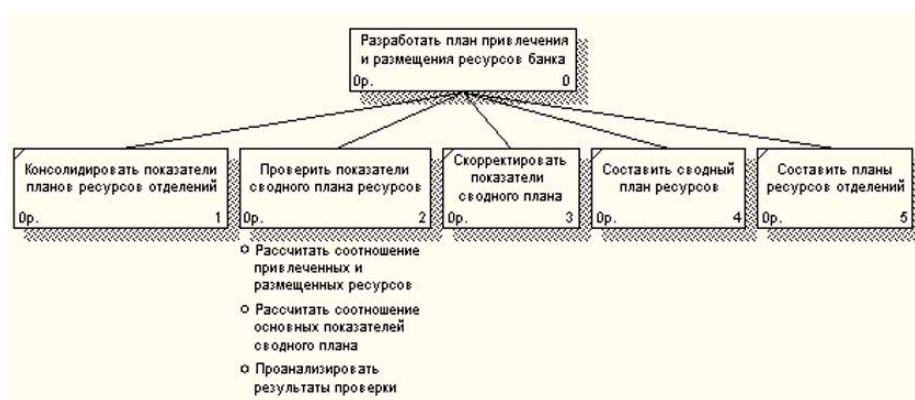 Разработать план привлечения
и размещения ресурсов банка
0р. 0
Консолидировать показатели
планов ресурсов отделений
0р. 1
Проверить показатели
сводного плана ресурсов
0р. 2
Скорректировать
показатели
сводного плана
0р. 3
Составить сводный
план ресурсов
0р. 4
Составить планы
ресурсов отделений
0р. 5
Рассчитать соотношение
привлеченных и
размещенных ресурсов
Рассчитать соотношение
основных показателей
сводного плана
Проанализировать
результаты проверки